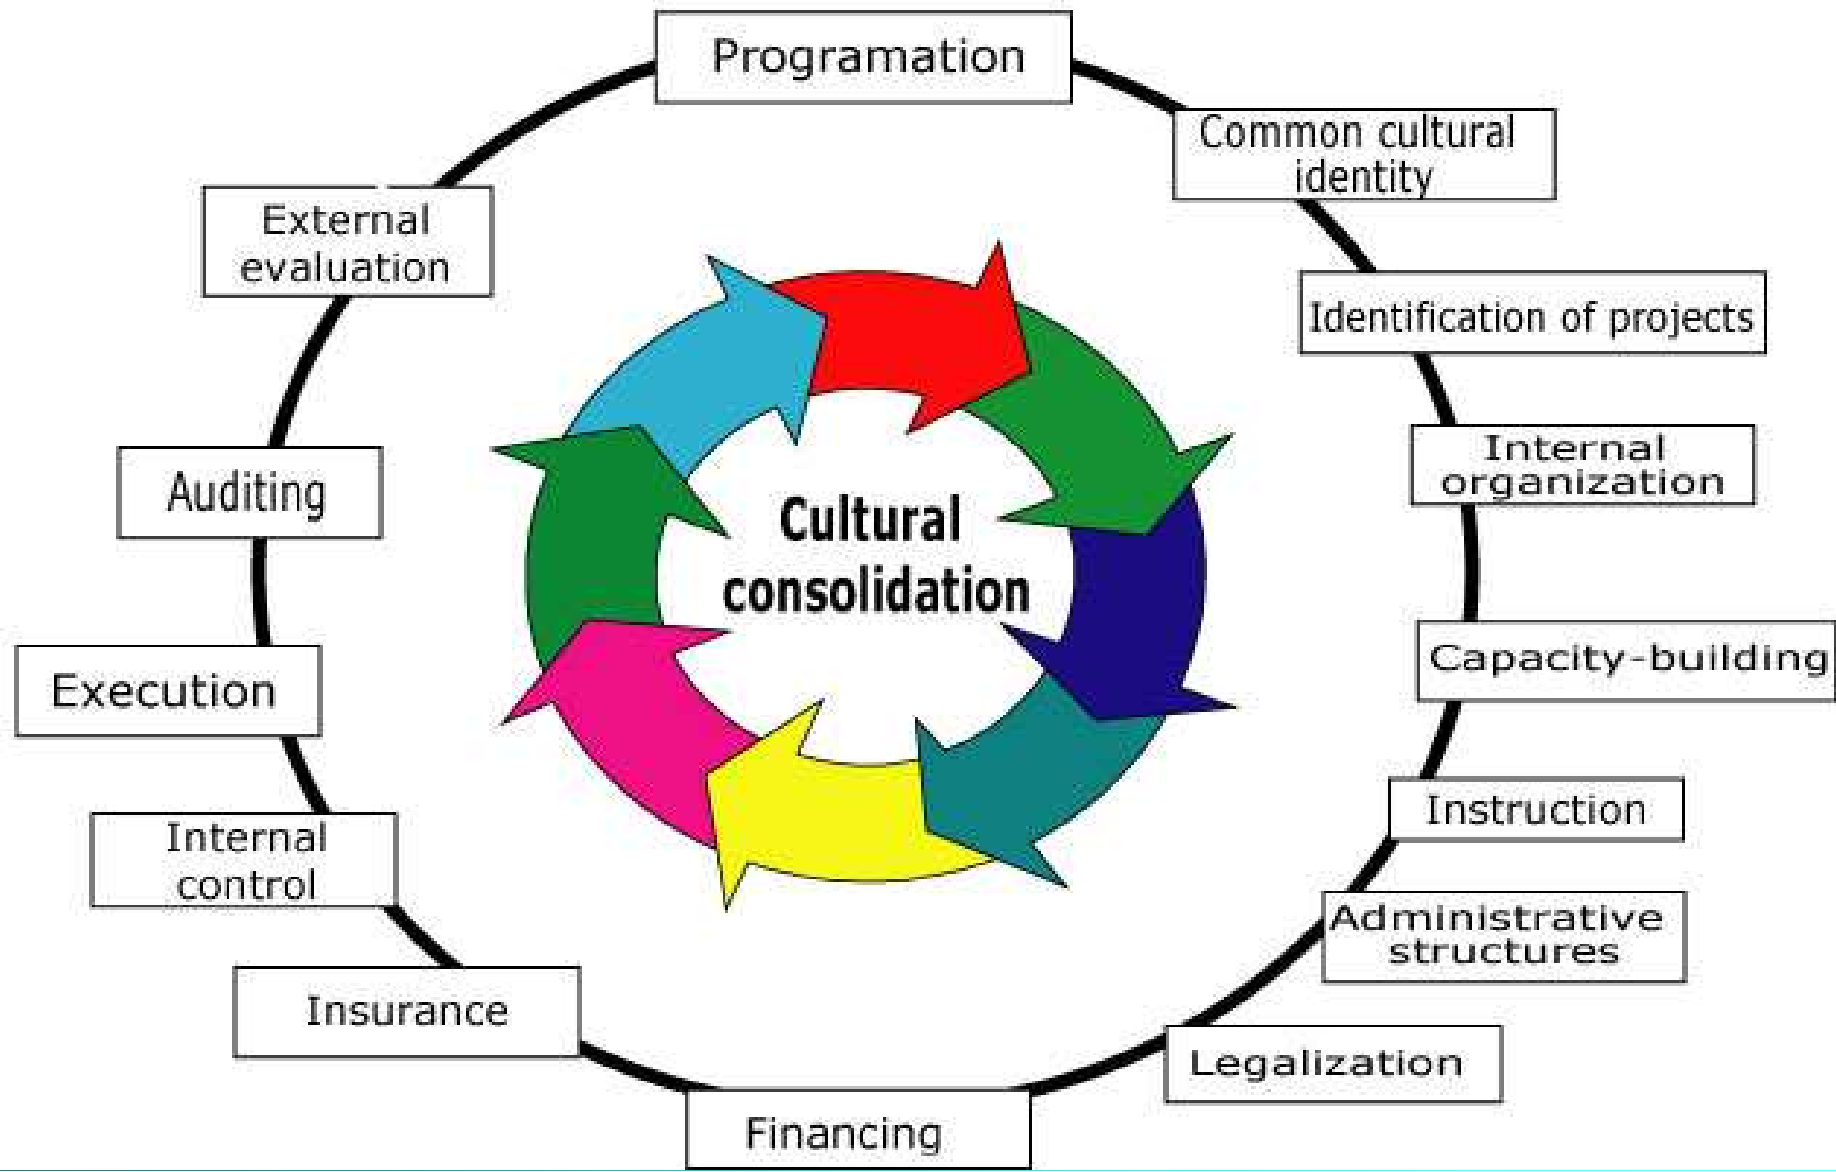 Programation
Common cultural
identity
Identification of projects
Internal
organization
Capacity-building
Instruction
Administrative
structures
Legalization
Financing
Insurance
Internal
control
Execution
Auditing
External
evaluation
Cultural
consolidation